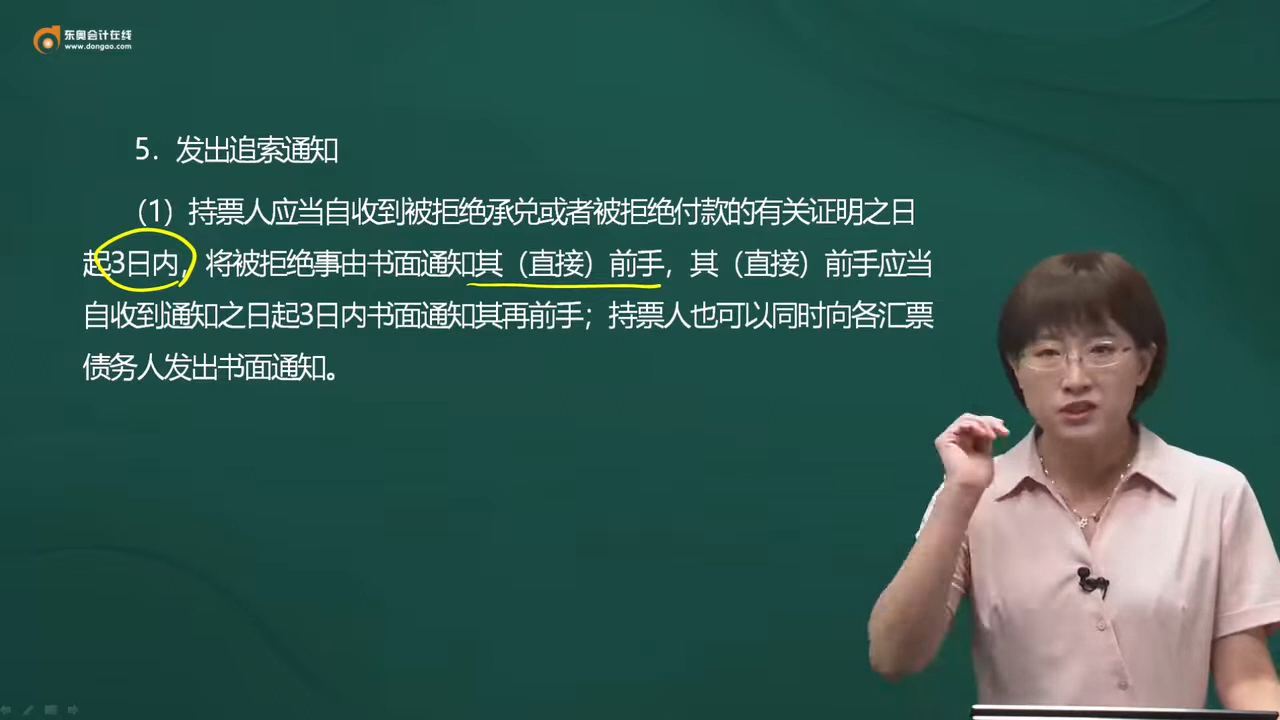 东奥会计在线
www.dongao.com
5．发出追索通知
（1）持票人应当自收到被拒绝承兑或者被拒绝付款的有关证明之日
起3日内，将被拒绝事由书面通知其（直接）前手，其（直接）前手应当
自收到通知之日起3日内书面通知其再前手；持票人也可以同时向各汇票
债务人发出书面通知。